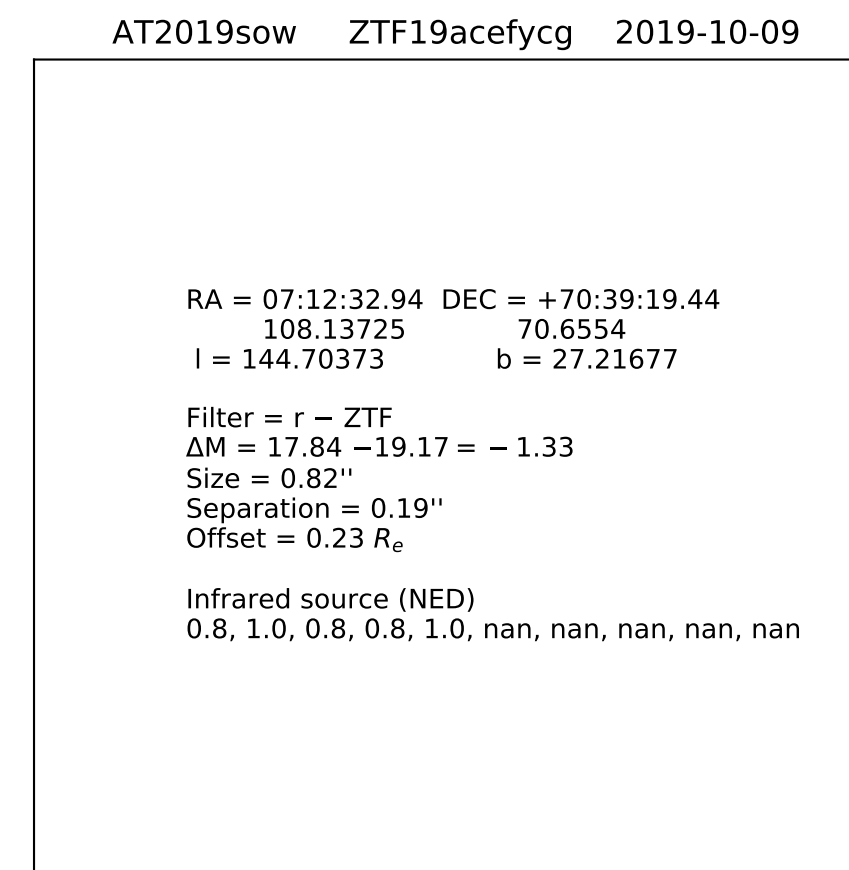 AT2019sow ZTF19acefycg 2019-10-09
RA = 07:12:32.94 DEC = +70:39:19.44
108.13725 70.6554
l = 144.70373 b = 27.21677
Filter = r − ZTF
ΔM = 17.84 −19.17 = − 1.33
Size = 0.82''
Separation = 0.19''
Offset = 0.23 Rₑ
Infrared source (NED)
0.8, 1.0, 0.8, 0.8, 1.0, nan, nan, nan, nan, nan